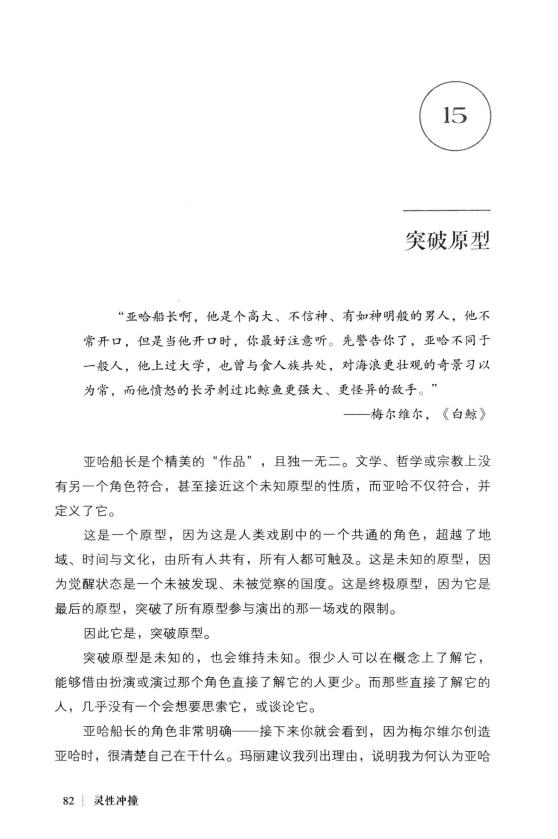 15
突破原型
“亚哈船长啊，他是个高大、不信神、有如神明般的男人，他不
常开口，但是当他开口时，你最好注意听。先警告你了，亚哈不同于
一般人，他上过大学，也曾与食人族共处，对海浪更壮观的奇景习以
为常，而他愤怒的长矛刺过比鲸鱼更强大、更怪异的敌手。”
——梅尔维尔，《白鲸》
亚哈船长是个精美的“作品”，且独一无二。文学、哲学或宗教上没
有另一个角色符合，甚至接近这个未知原型的性质，而亚哈不仅符合，并
定义了它。
这是一个原型，因为这是人类戏剧中的一个共通的角色，超越了地
域、时间与文化，由所有人共有，所有人都可触及。这是未知的原型，因
为觉醒状态是一个未被发现、未被觉察的国度。这是终极原型，因为它是
最后的原型，突破了所有原型参与演出的那一场戏的限制。
因此它是，突破原型。
突破原型是未知的，也会维持未知。很少人可以在概念上了解它，
能够借由扮演或演过那个角色直接了解它的人更少。而那些直接了解它的
人，几乎没有一个会想要思索它，或谈论它。
亚哈船长的角色非常明确——接下来你就会看到，因为梅尔维尔创造
亚哈时，很清楚自己在干什么。玛丽建议我列出理由，说明我为何认为亚哈
82 灵性冲撞